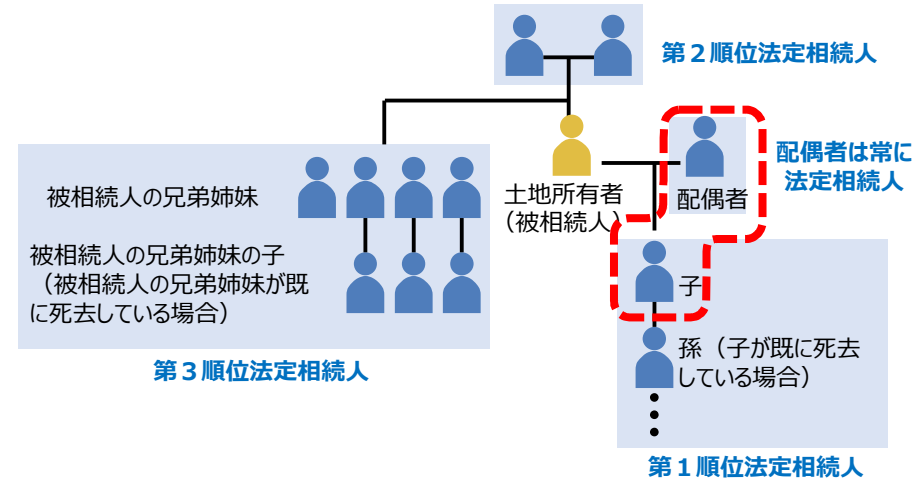 第２順位法定相続人
配偶者は常に
法定相続人
土地所有者
（被相続人）
配偶者
被相続人の兄弟姉妹
被相続人の兄弟姉妹の子
（被相続人の兄弟姉妹が既
に死去している場合）
第３順位法定相続人
子
孫（子が既に死去
している場合）
第１順位法定相続人